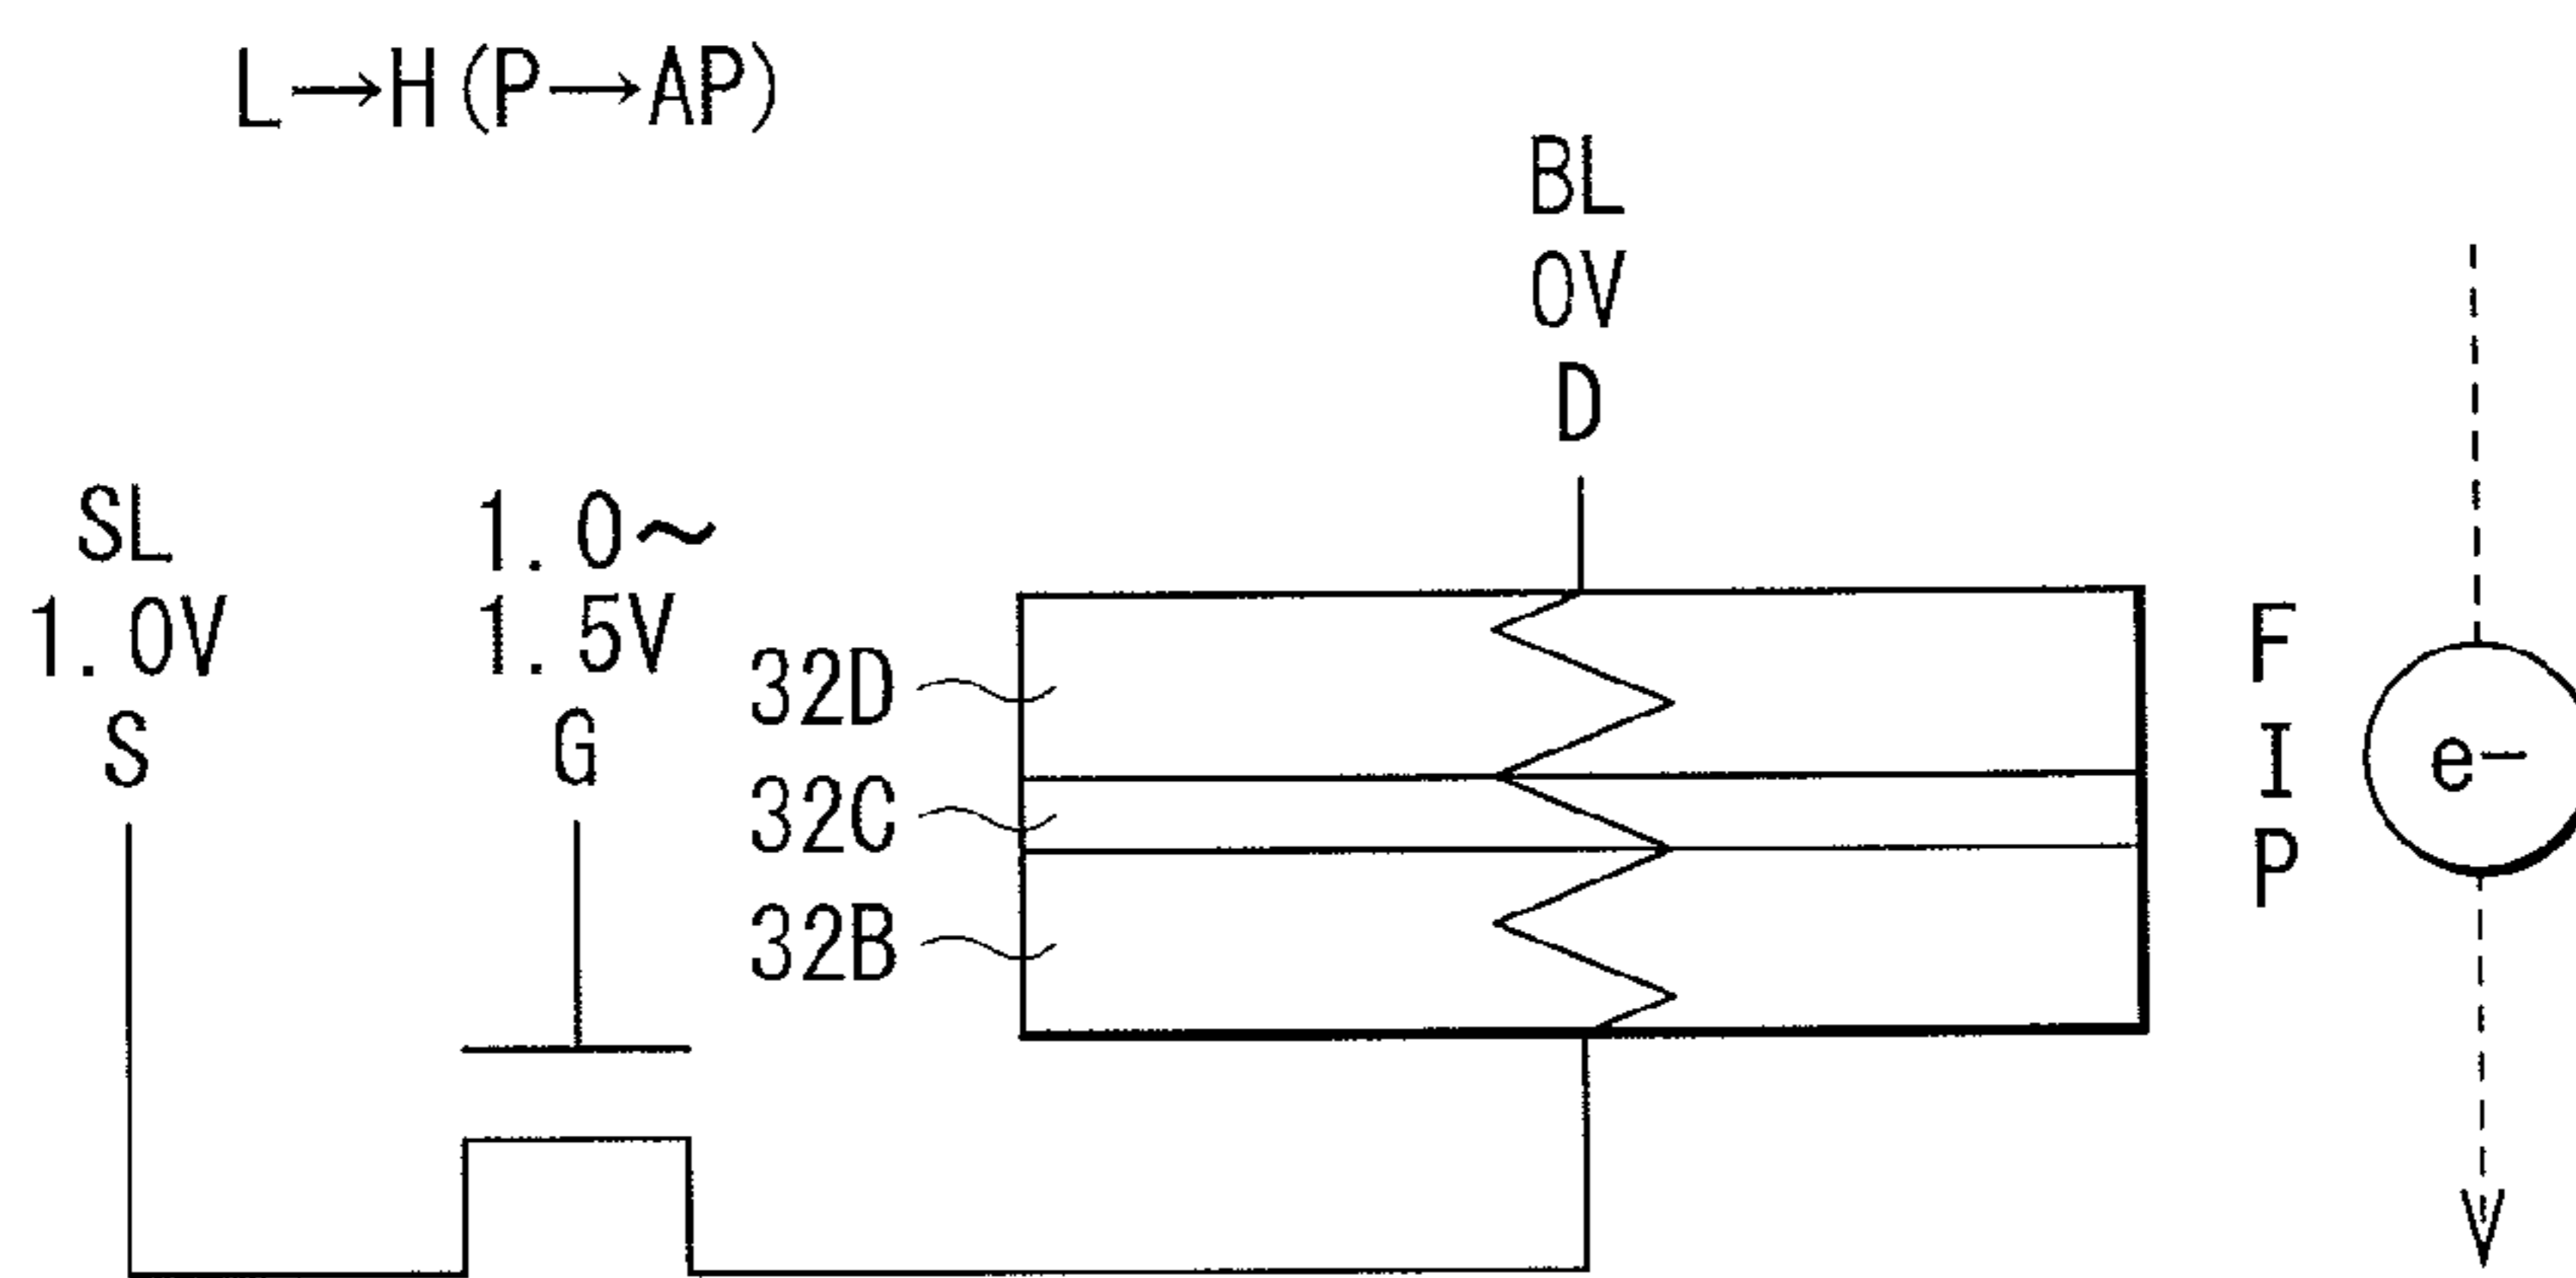 L→H(P→AP)
BL
0V
D
SL
1.0V
S
1.0~
1.5V
G
32D
32C
32B
F
I
P
e-